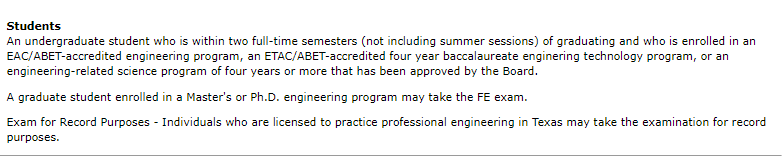 Students
An undergraduate student who is within two full-time semesters (not including summer sessions) of graduating and who is enrolled in an
EAC/ABET-accredited engineering program, an ETAC/ABET-accredited four year baccalaureate enginering technology program, or an
engineering-related science program of four years or more that has been approved by the Board.
A graduate student enrolled in a Master's or Ph.D. engineering program may take the FE exam.
Exam for Record Purposes - Individuals who are licensed to practice professional engineering in Texas may take the examination for record
purposes.